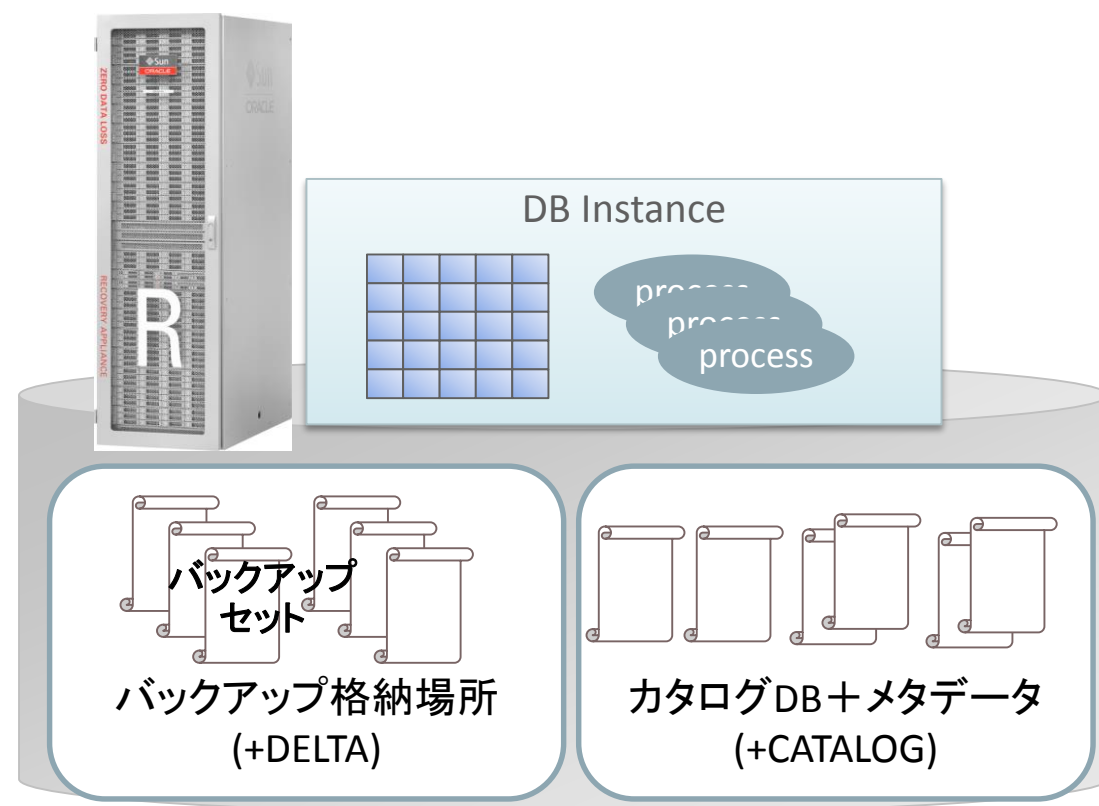 Sun
ORACLE
Sun
ORACLE
ZERO DATA LOSS
RECOVERY APPLIANCE
R
DB Instance
process
process
process
バックアップ
セット
バックアップ格納場所
(+DELTA)
カタログDB＋メタデータ
(+CATALOG)